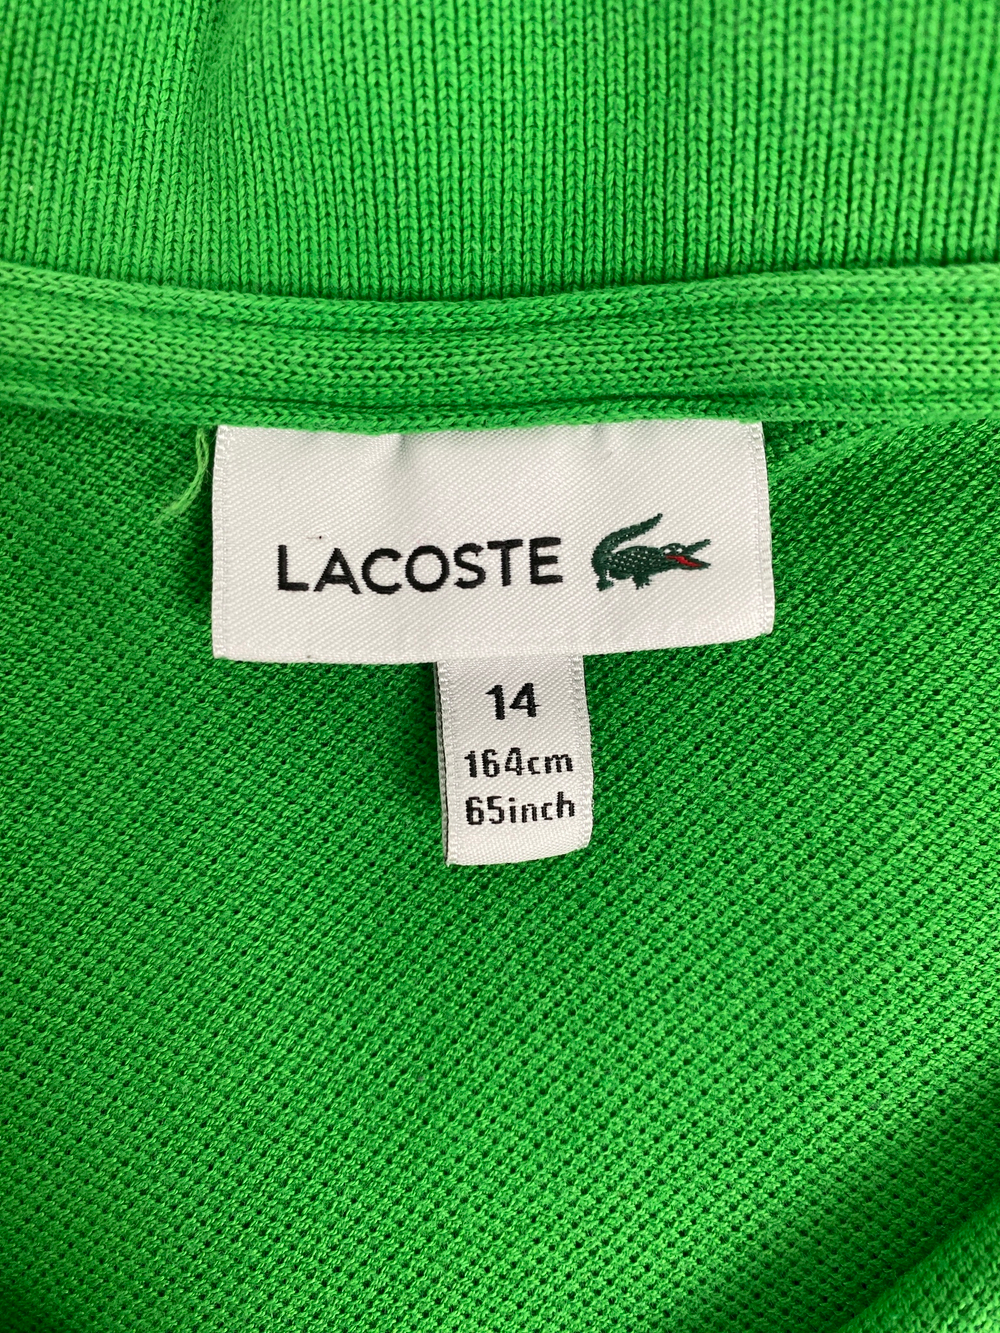 LACOSTE
14
164cm
65inch